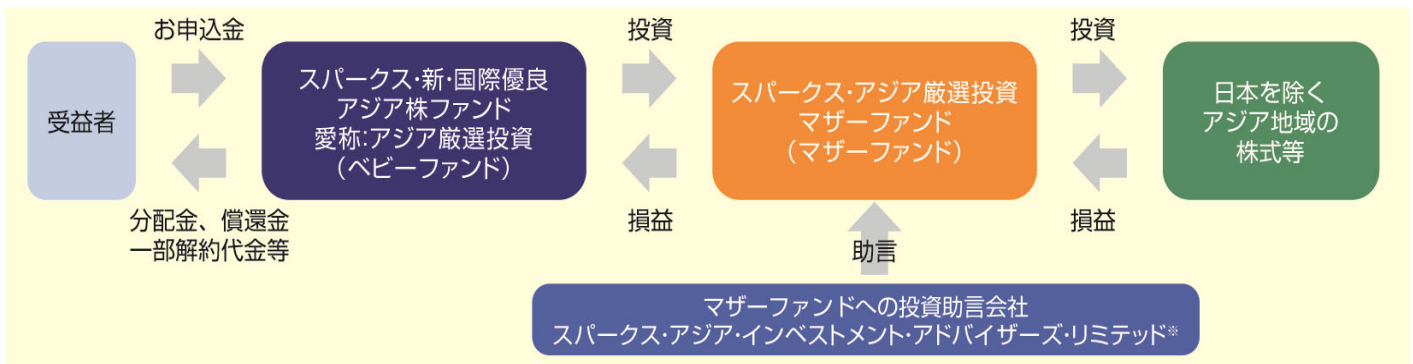 お申込金
投資
投資
受益者
スパークス・新・国際優良
アジア株ファンド
愛称:アジア厳選投資
（ベビーファンド）
スパークス・アジア厳選投資
マザーファンド
（マザーファンド）
日本を除く
アジア地域の
株式等
分配金、償還金
一部解約代金等
損益
損益
助言
マザーファンドへの投資助言会社
スパークス・アジア・インベストメント・アドバイザーズ・リミテッド※